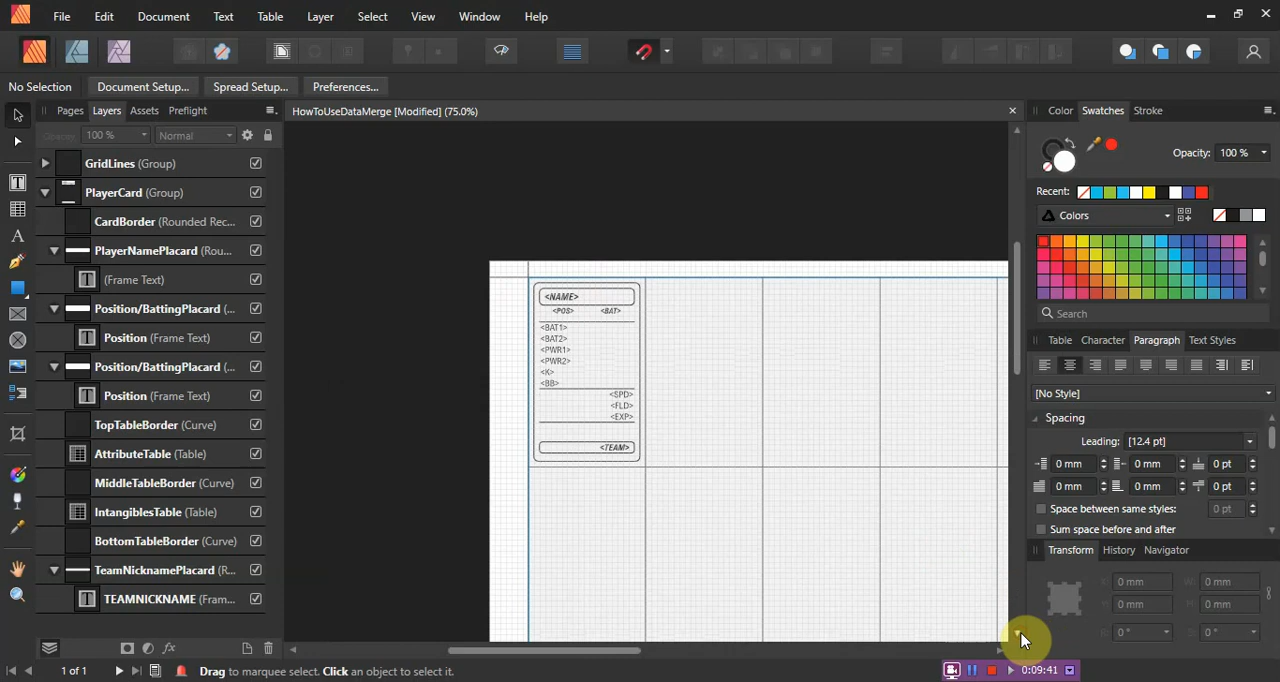 File Edit Document Text Table Layer Select View Window Help
No Selection Document Setup... Spread Setup... Preferences...
Pages Layers Assets Preflight
HowToUseDataMerge [Modified] (75.0%)
Color Swatches Stroke
Opacity: 100 % Normal
GridLines (Group)
PlayerCard (Group)
CardBorder (Rounded Rec...
PlayerNamePlacard (Rou...
(Frame Text)
Position/BattingPlacard (...
Position (Frame Text)
Position/BattingPlacard (...
Position (Frame Text)
TopTableBorder (Curve)
AttributeTable (Table)
MiddleTableBorder (Curve)
IntangiblesTable (Table)
BottomTableBorder (Curve)
TeamNicknamePlacard (R...
TEAMNICKNAME (Fram...
<NAME>
<POS> <BAT>
<BAT1>
<BAT2>
<PWR1>
<PWR2>
<K>
<BB>
<SPD>
<FLD>
<EXP>
<TEAM>
Opacity: 100 %
Recent:
Colors
Search
Table Character Paragraph Text Styles
[No Style]
Spacing
Leading: [12.4 pt]
0 mm 0 mm 0 pt
0 mm 0 mm 0 pt
Space between same styles: 0 pt
Sum space before and after
Transform History Navigator
X: 0 mm W: 0 mm
Y: 0 mm H: 0 mm
R: 0 ° S: 0 °
1 of 1 Drag to marquee select. Click an object to select it.
0:09:41